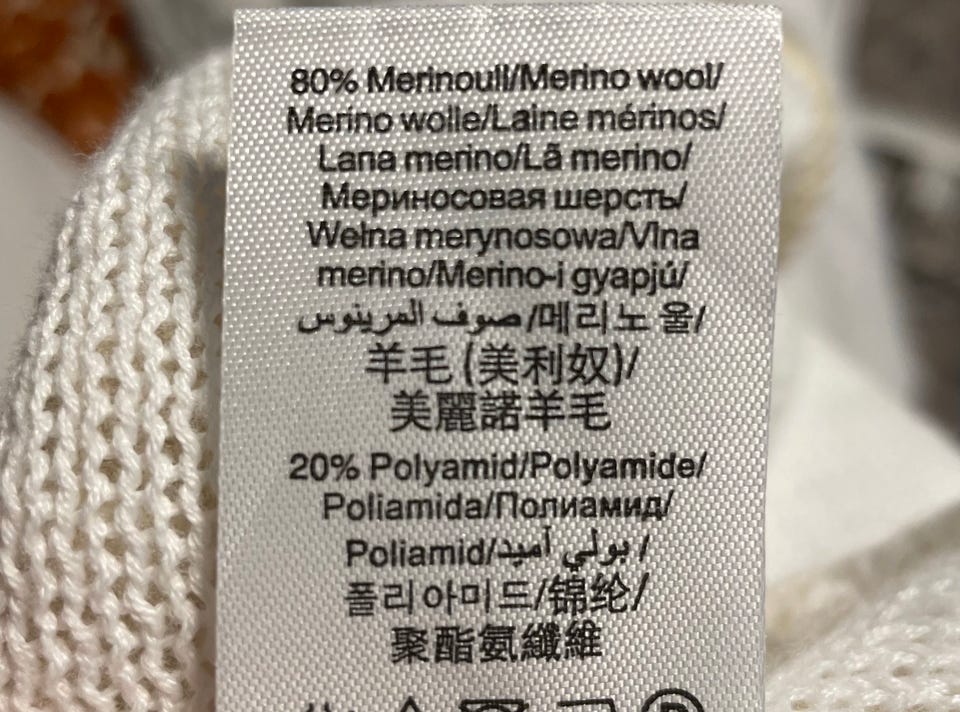 80% Merinoull/Merino wool/
Merino wolle/Laine mérinos/
Lana merino/Lã merino/
Мериносовая шерсть/
Wełna merynosowa/Vlna
merino/Merino-i gyapjú/
صوف المرينوس/메리노 울/
羊毛 (美利奴)/
美麗諾羊毛
20% Polyamid/Polyamide/
Poliamida/Полиамид/
Poliamid/بولي أميد/
폴리아미드/锦纶/
聚酯氨纖維
P